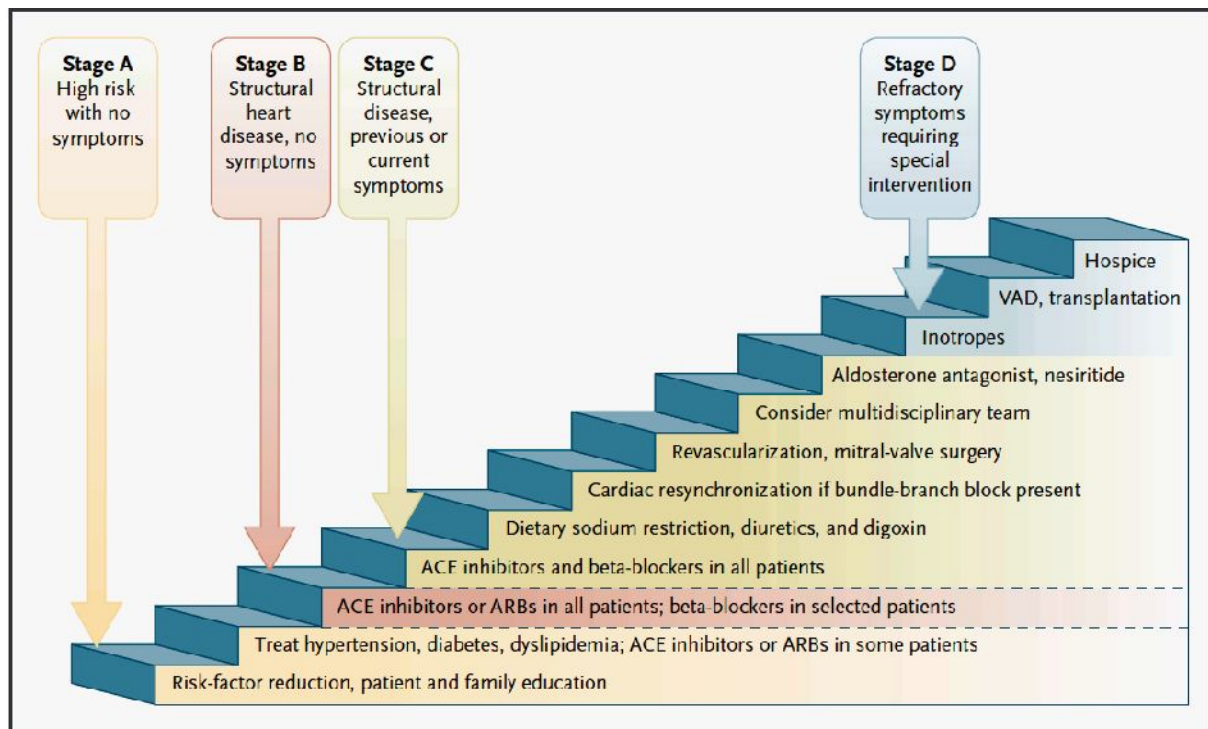 Stage A
High risk
with no
symptoms
Stage B
Structural
heart
disease, no
symptoms
Stage C
Structural
disease,
previous or
current
symptoms
Stage D
Refractory
symptoms
requiring
special
intervention
Hospice
VAD, transplantation
Inotropes
Aldosterone antagonist, nesiritide
Consider multidisciplinary team
Revascularization, mitral-valve surgery
Cardiac resynchronization if bundle-branch block present
Dietary sodium restriction, diuretics, and digoxin
ACE inhibitors and beta-blockers in all patients
ACE inhibitors or ARBs in all patients; beta-blockers in selected patients
Treat hypertension, diabetes, dyslipidemia; ACE inhibitors or ARBs in some patients
Risk-factor reduction, patient and family education